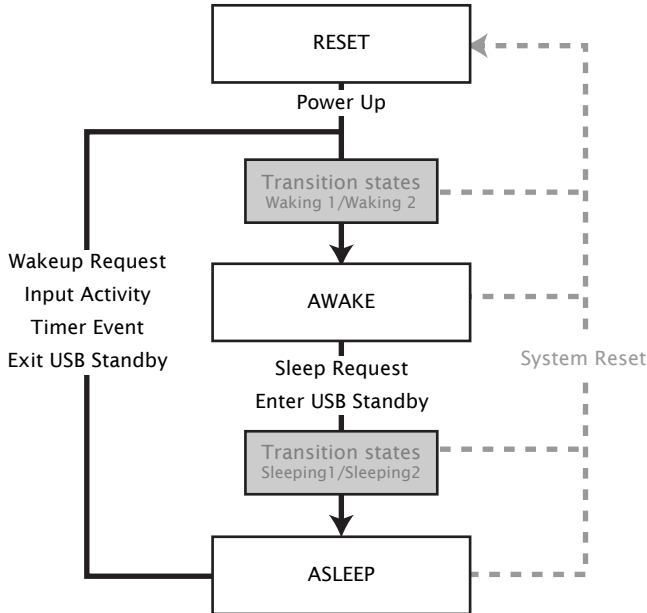 RESET
Power Up
Transition states
Waking 1/Waking 2
Wakeup Request
Input Activity
Timer Event
Exit USB Standby
AWAKE
Sleep Request
Enter USB Standby
System Reset
Transition states
Sleeping1/Sleeping2
ASLEEP